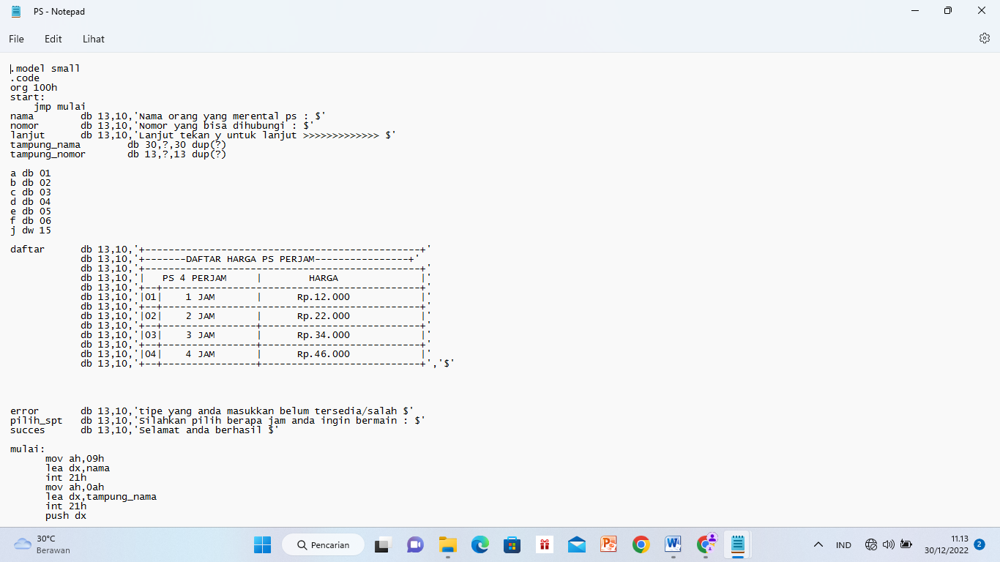 PS - Notepad
File Edit Lihat
.model small
.code
org 100h
start:
    jmp mulai
nama        db 13,10,'Nama orang yang merental ps : $'
nomor       db 13,10,'Nomor yang bisa dihubungi : $'
lanjut      db 13,10,'Lanjut tekan y untuk lanjut >>>>>>>>>>>>> $'
tampung_nama        db 30,?,30 dup(?)
tampung_nomor       db 13,?,13 dup(?)
a db 01
b db 02
c db 03
d db 04
e db 05
f db 06
j dw 15
daftar      db 13,10,'+-----------------------------------------------+'
            db 13,10,'+-------DAFTAR HARGA PS PERJAM----------------+'
            db 13,10,'+-----------------------------------------------+'
            db 13,10,'|   PS 4 PERJAM     |        HARGA              |'
            db 13,10,'+--+--------------------------------------------+'
            db 13,10,'|01|    1 JAM       |      Rp.12.000            |'
            db 13,10,'+--+--------------------------------------------+'
            db 13,10,'|02|    2 JAM       |      Rp.22.000            |'
            db 13,10,'+--+----------------+---------------------------+'
            db 13,10,'|03|    3 JAM       |      Rp.34.000            |'
            db 13,10,'+--+----------------+---------------------------+'
            db 13,10,'|04|    4 JAM       |      Rp.46.000            |'
            db 13,10,'+--+----------------+---------------------------+','$'
error       db 13,10,'tipe yang anda masukkan belum tersedia/salah $'
pilih_spt   db 13,10,'Silahkan pilih berapa jam anda ingin bermain : $'
succes      db 13,10,'Selamat anda berhasil $'
mulai:
      mov ah,09h
      lea dx,nama
      int 21h
      mov ah,0ah
      lea dx,tampung_nama
      int 21h
      push dx
30°C
Berawan
Pencarian
IND
11.13
30/12/2022
2